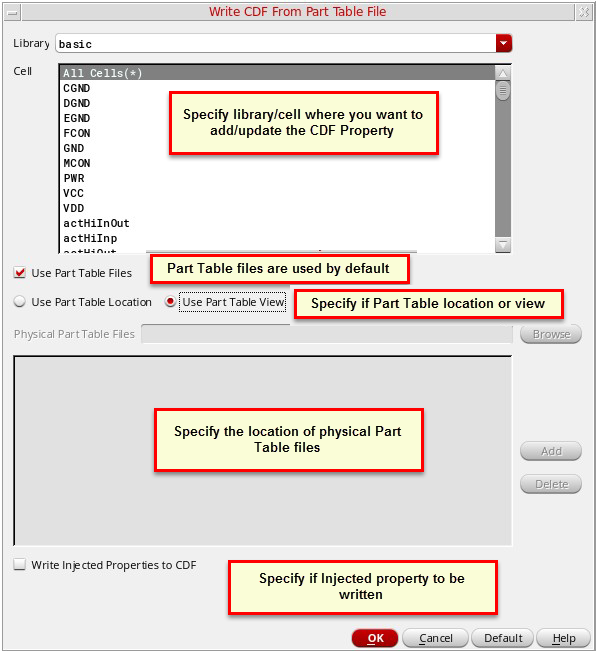 Write CDF From Part Table File
Library
basic
Cell
All Cells(*)
CGND
DGND
EGND
FCON
GND
MCON
PWR
VCC
VDD
actHiInOut
actHiInp
actHiOut
Specify library/cell where you want to
add/update the CDF Property
Use Part Table Files
Part Table files are used by default
Use Part Table Location
Use Part Table View
Specify if Part Table location or view
Physical Part Table Files
Browse
Specify the location of physical Part
Table files
Add
Delete
Write Injected Properties to CDF
Specify if Injected property to be
written
OK
Cancel
Default
Help